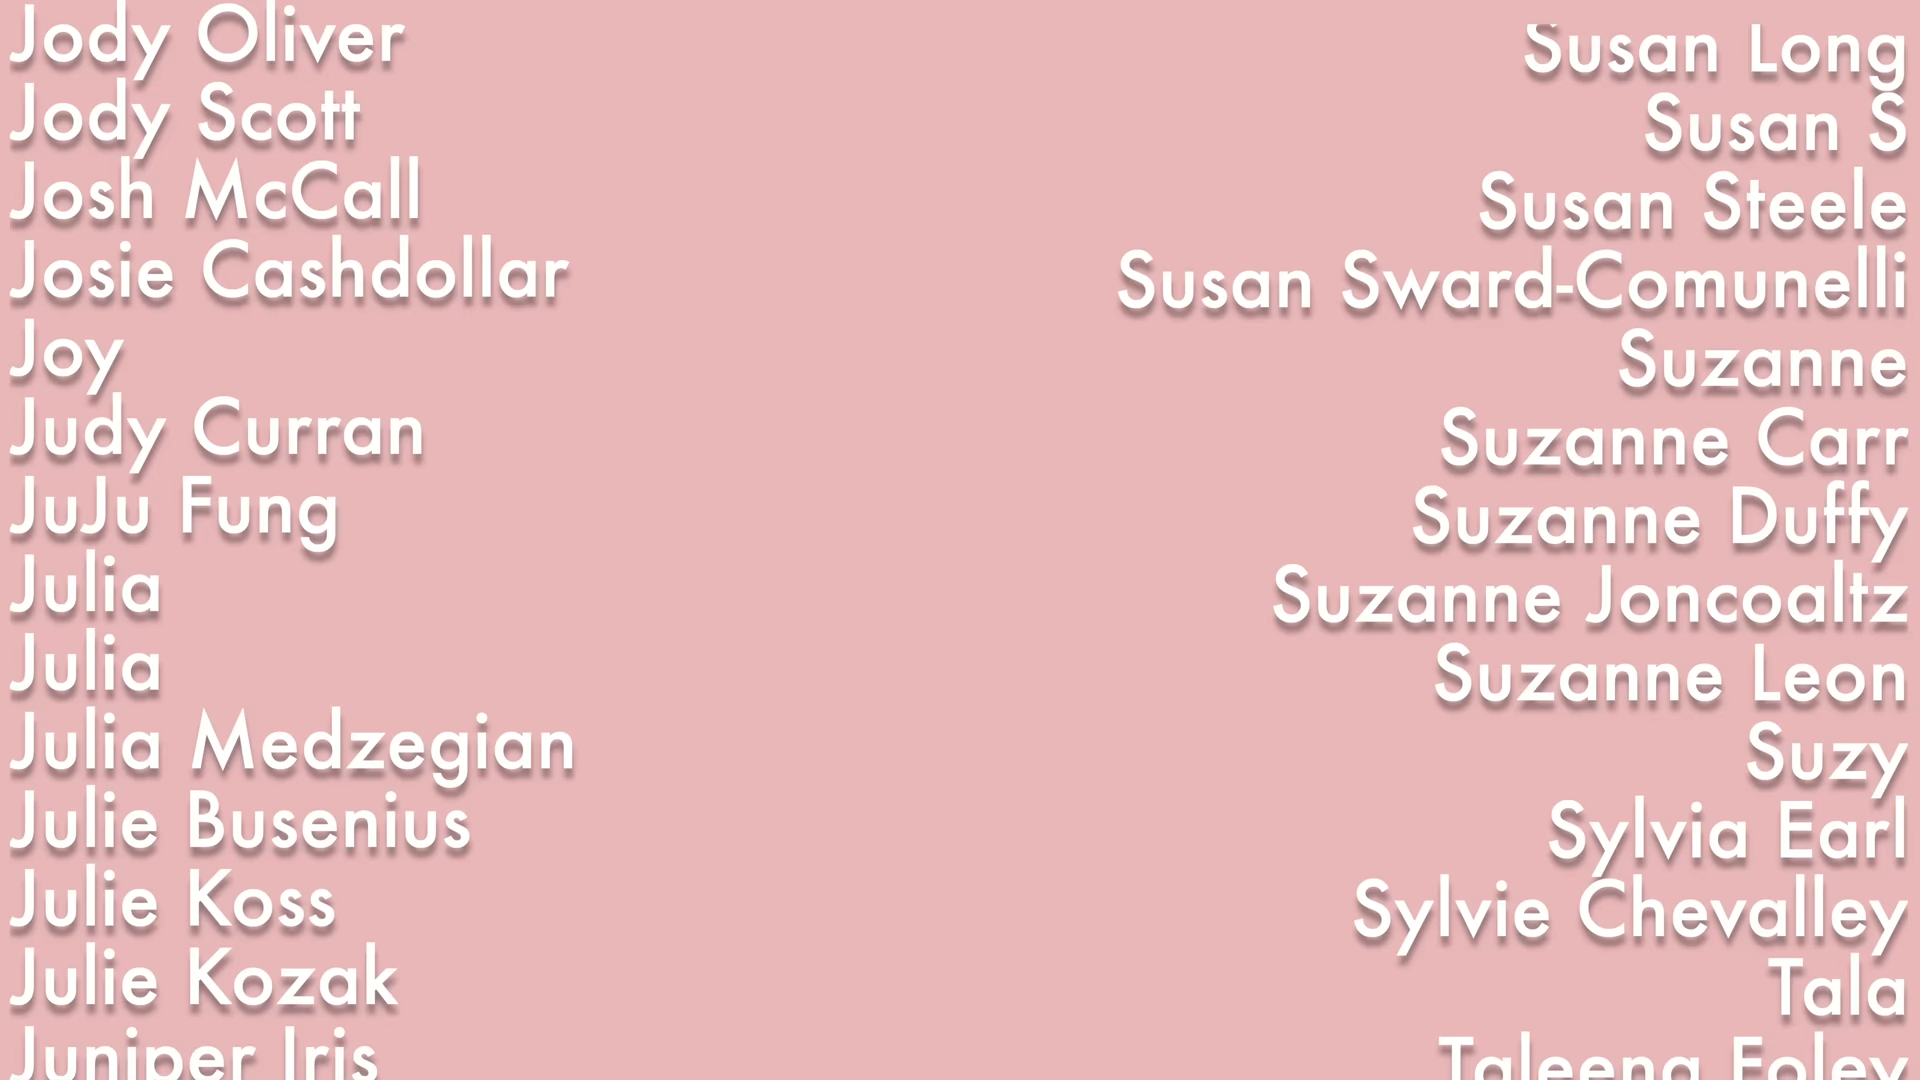 Jody Oliver
Jody Scott
Josh McCall
Josie Cashdollar
Joy
Judy Curran
JuJu Fung
Julia
Julia
Julia Medzegian
Julie Busenius
Julie Koss
Julie Kozak
Juniper Iris
Susan Long
Susan S
Susan Steele
Susan Sward-Comunelli
Suzanne
Suzanne Carr
Suzanne Duffy
Suzanne Joncoaltz
Suzanne Leon
Suzy
Sylvia Earl
Sylvie Chevalley
Tala
Taleena Foley